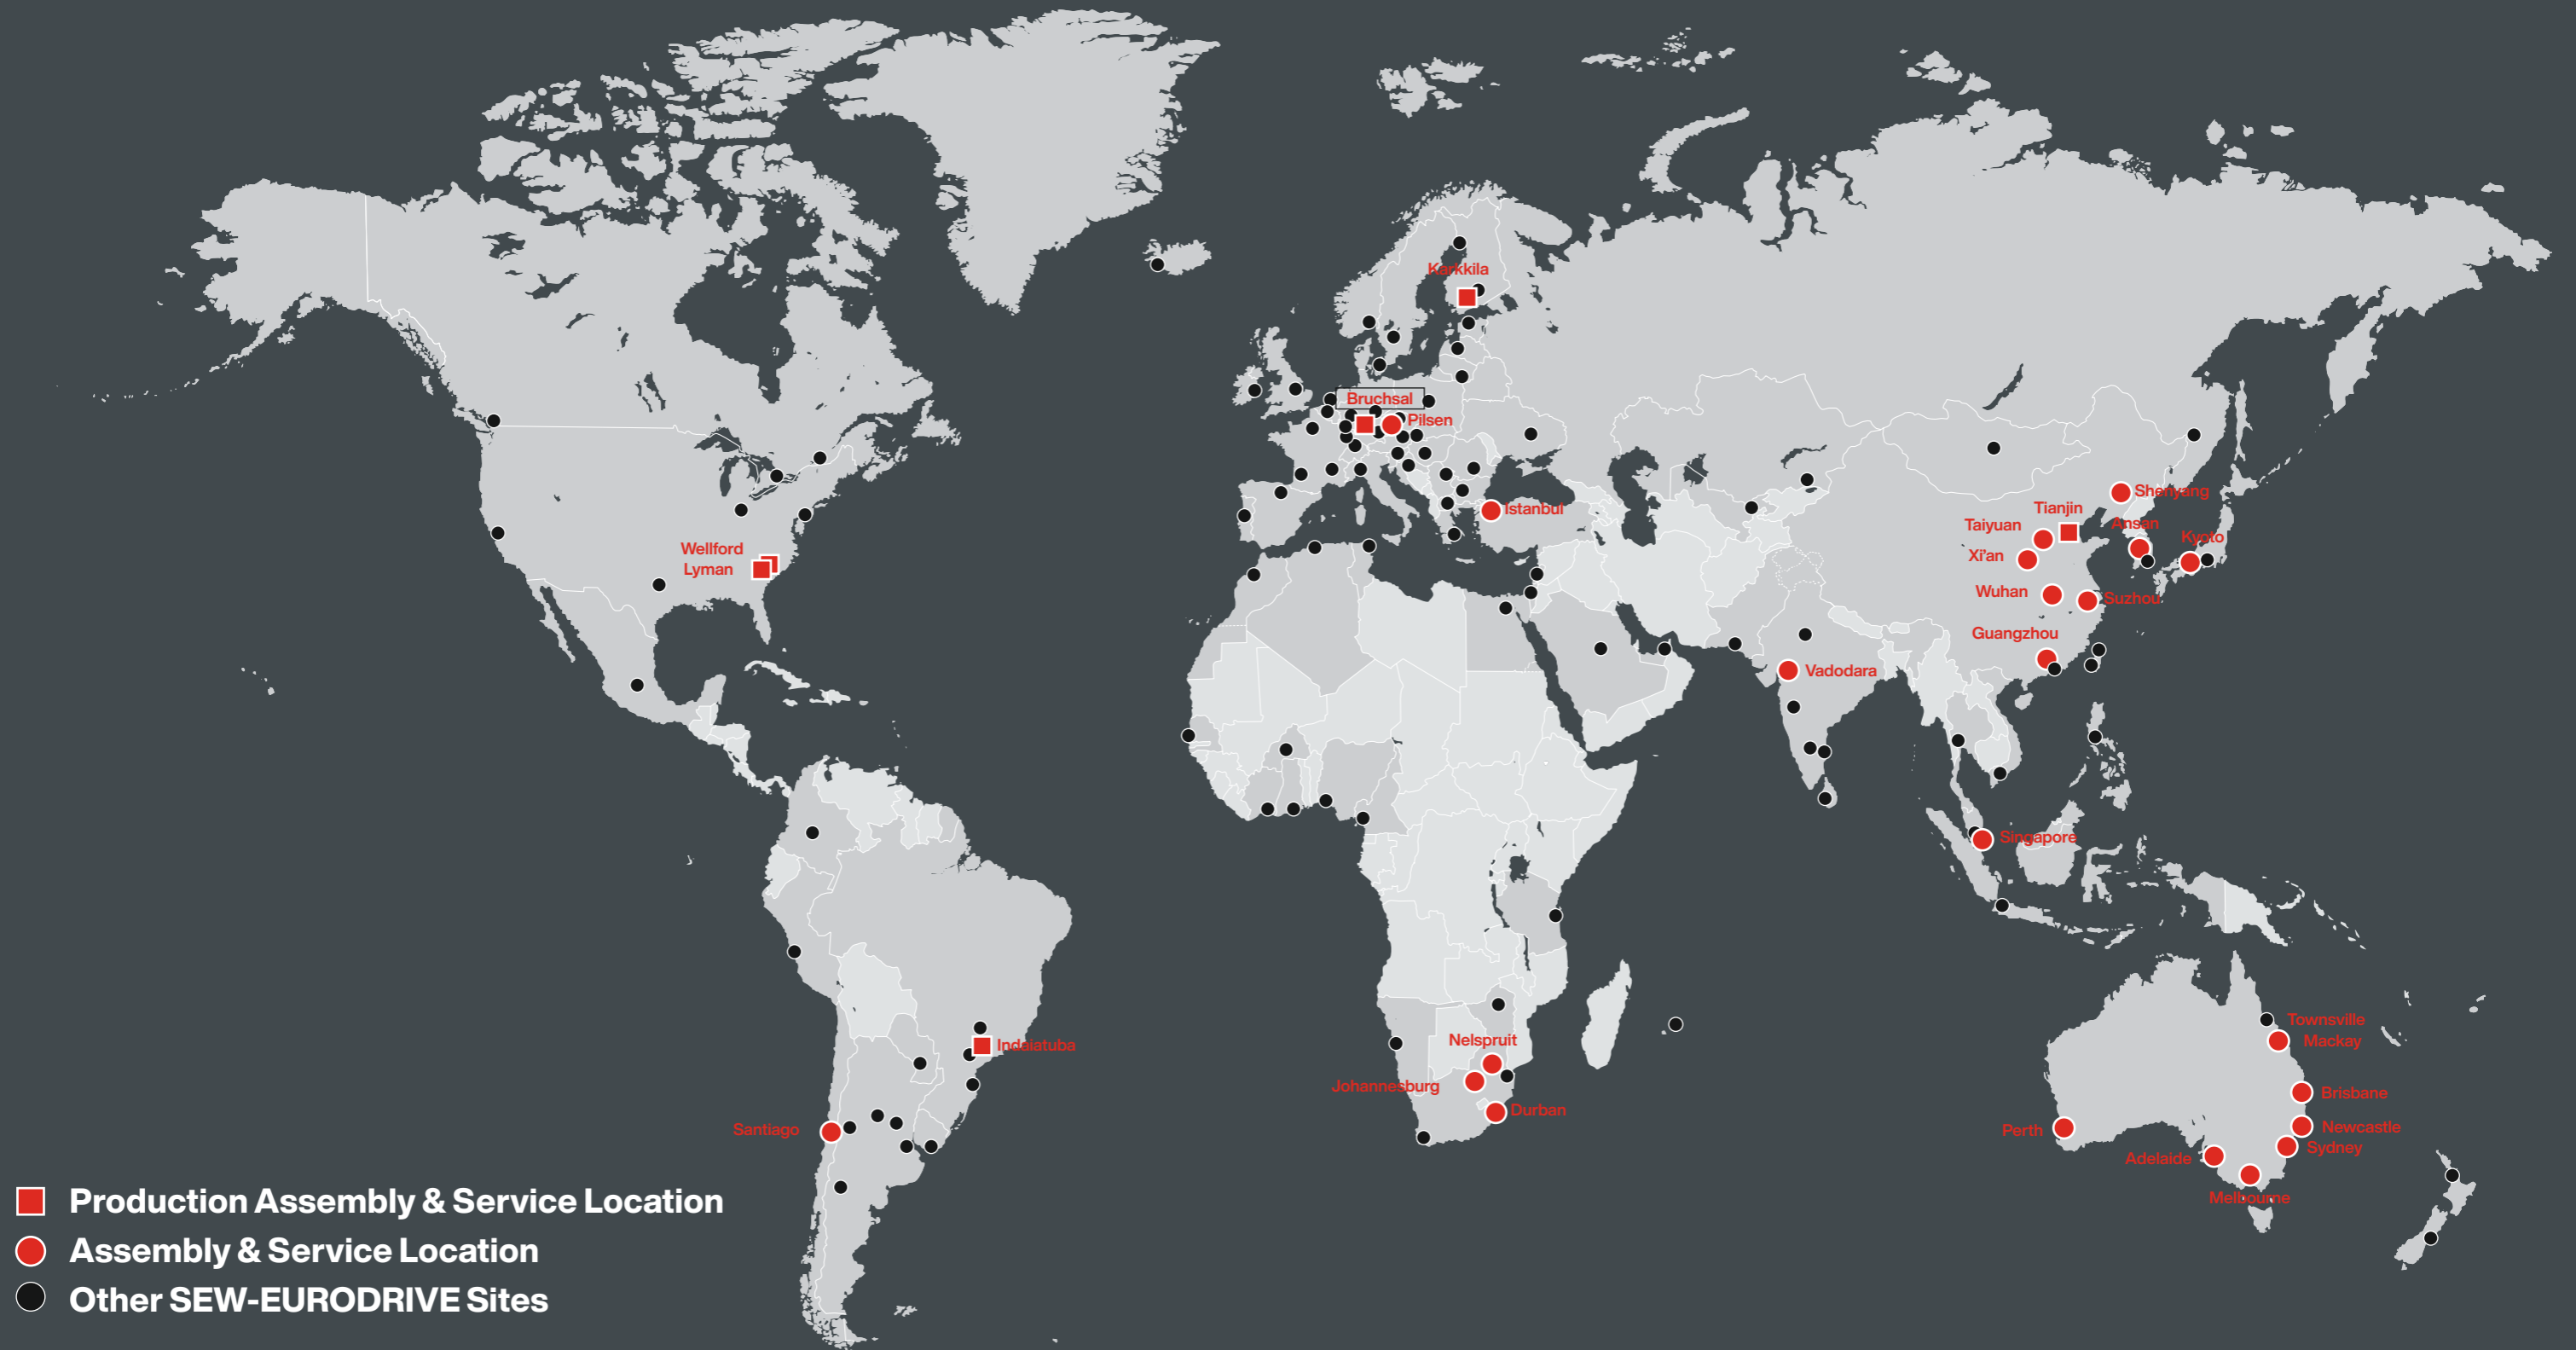 Karkkila
Bruchsal
Pilsen
Istanbul
Shenyang
Tianjin
Ansan
Taiyuan
Kyoto
Xi'an
Wellford
Lyman
Wuhan
Suzhou
Guangzhou
Vadodara
Singapore
Townsville
Mackay
Nelspruit
Indaiatuba
Johannesburg
Brisbane
Durban
Newcastle
Santiago
Perth
Sydney
Adelaide
Melbourne
Production Assembly & Service Location
Assembly & Service Location
Other SEW-EURODRIVE Sites